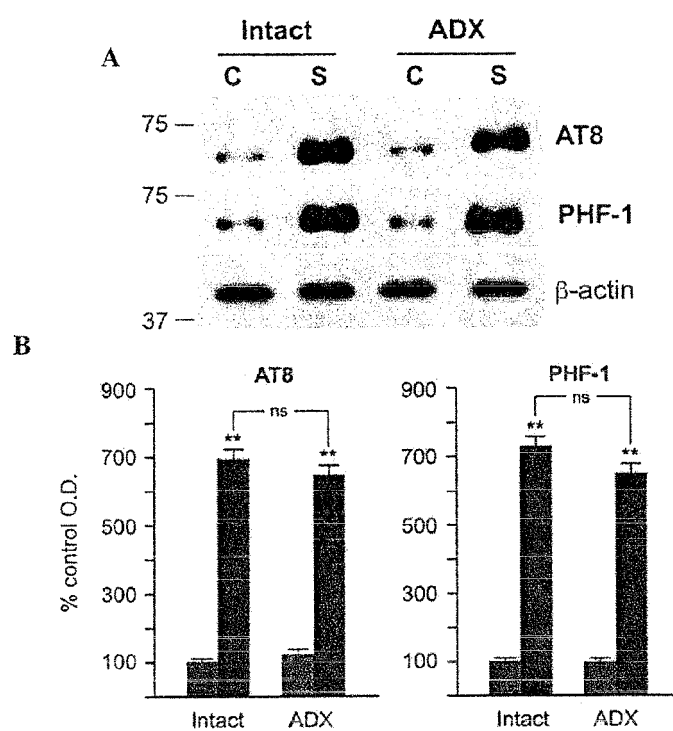 A
Intact ADX
C S C S
75
AT8
75
PHF-1
β-actin
37
B
AT8
900
700
500
300
100
% control O.D.
ns
**
**
Intact ADX
PHF-1
900
700
500
300
100
ns
**
**
Intact ADX